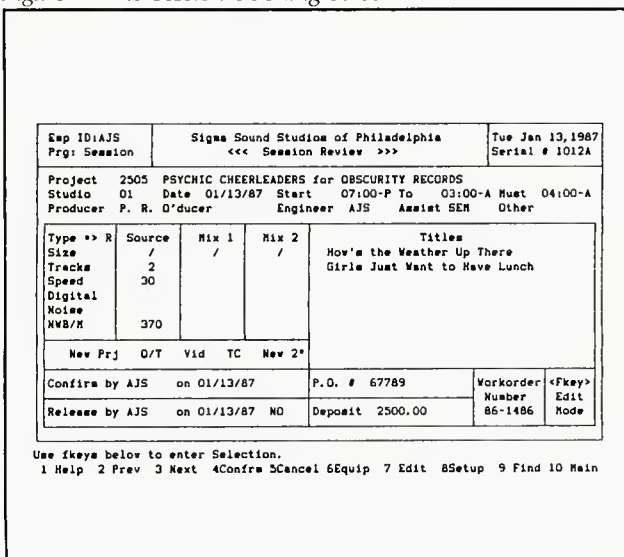 Emp ID:AJS Sigma Sound Studios of Philadelphia Tue Jan 13,1987
Prg: Session <<< Session Review >>> Serial # 1012A
Project 2505 PSYCHIC CHEERLEADERS for OBSCURITY RECORDS
Studio 01 Date 01/13/87 Start 07:00-P To 03:00-A Must 04:00-A
Producer P. R. O'ducer Engineer AJS Assist SEM Other
Type => R Source Mix 1 Mix 2 Titles
Size / / / How's the Weather Up There
Tracks 2 Girls Just Want to Have Lunch
Speed 30
Digital
Noise
NWB/M 370
New Prj O/T Vid TC New 2"
Confirm by AJS on 01/13/87 P.O. # 67789 Workorder <Fkey>
Number Edit
Release by AJS on 01/13/87 NO Deposit 2500.00 86-1486 Mode
Use fkeys below to enter Selection.
1 Help 2 Prev 3 Next 4Confrm 5Cancel 6Equip 7 Edit 8Setup 9 Find 10 Main